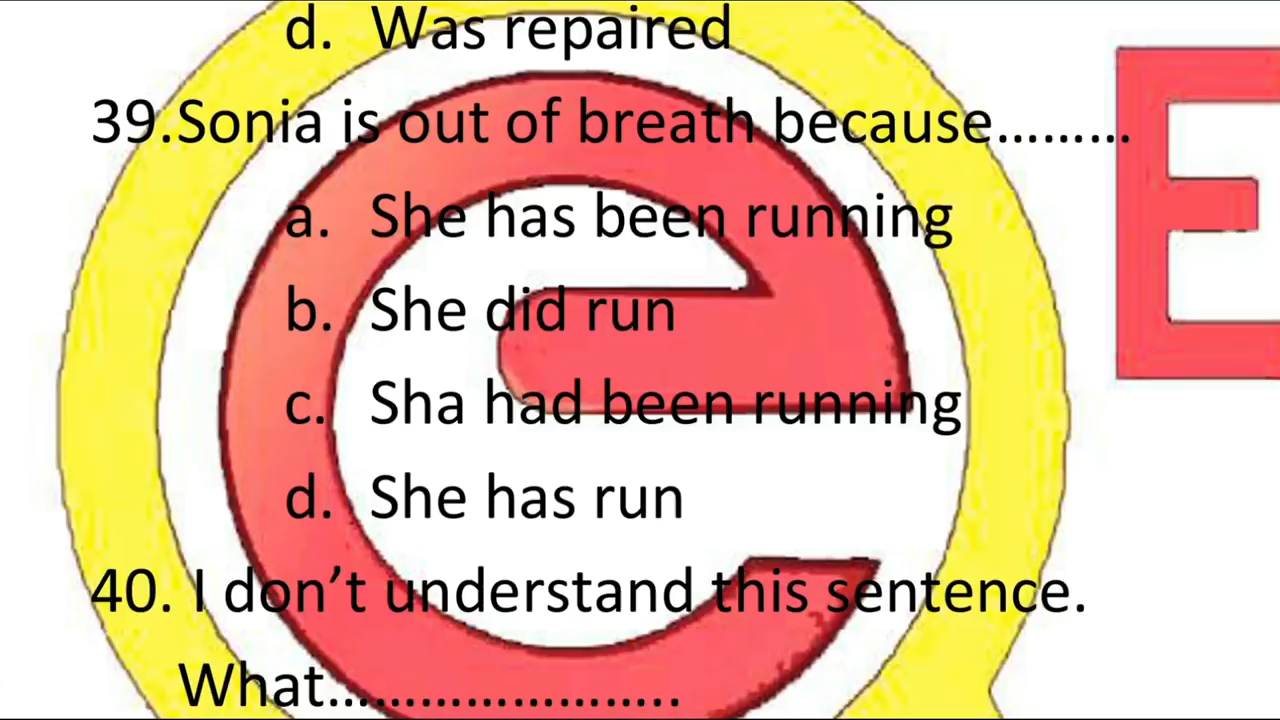 d. Was repaired
39.Sonia is out of breath because………
a. She has been running
b. She did run
c. Sha had been running
d. She has run
40. I don’t understand this sentence.
What……………………..
e
E